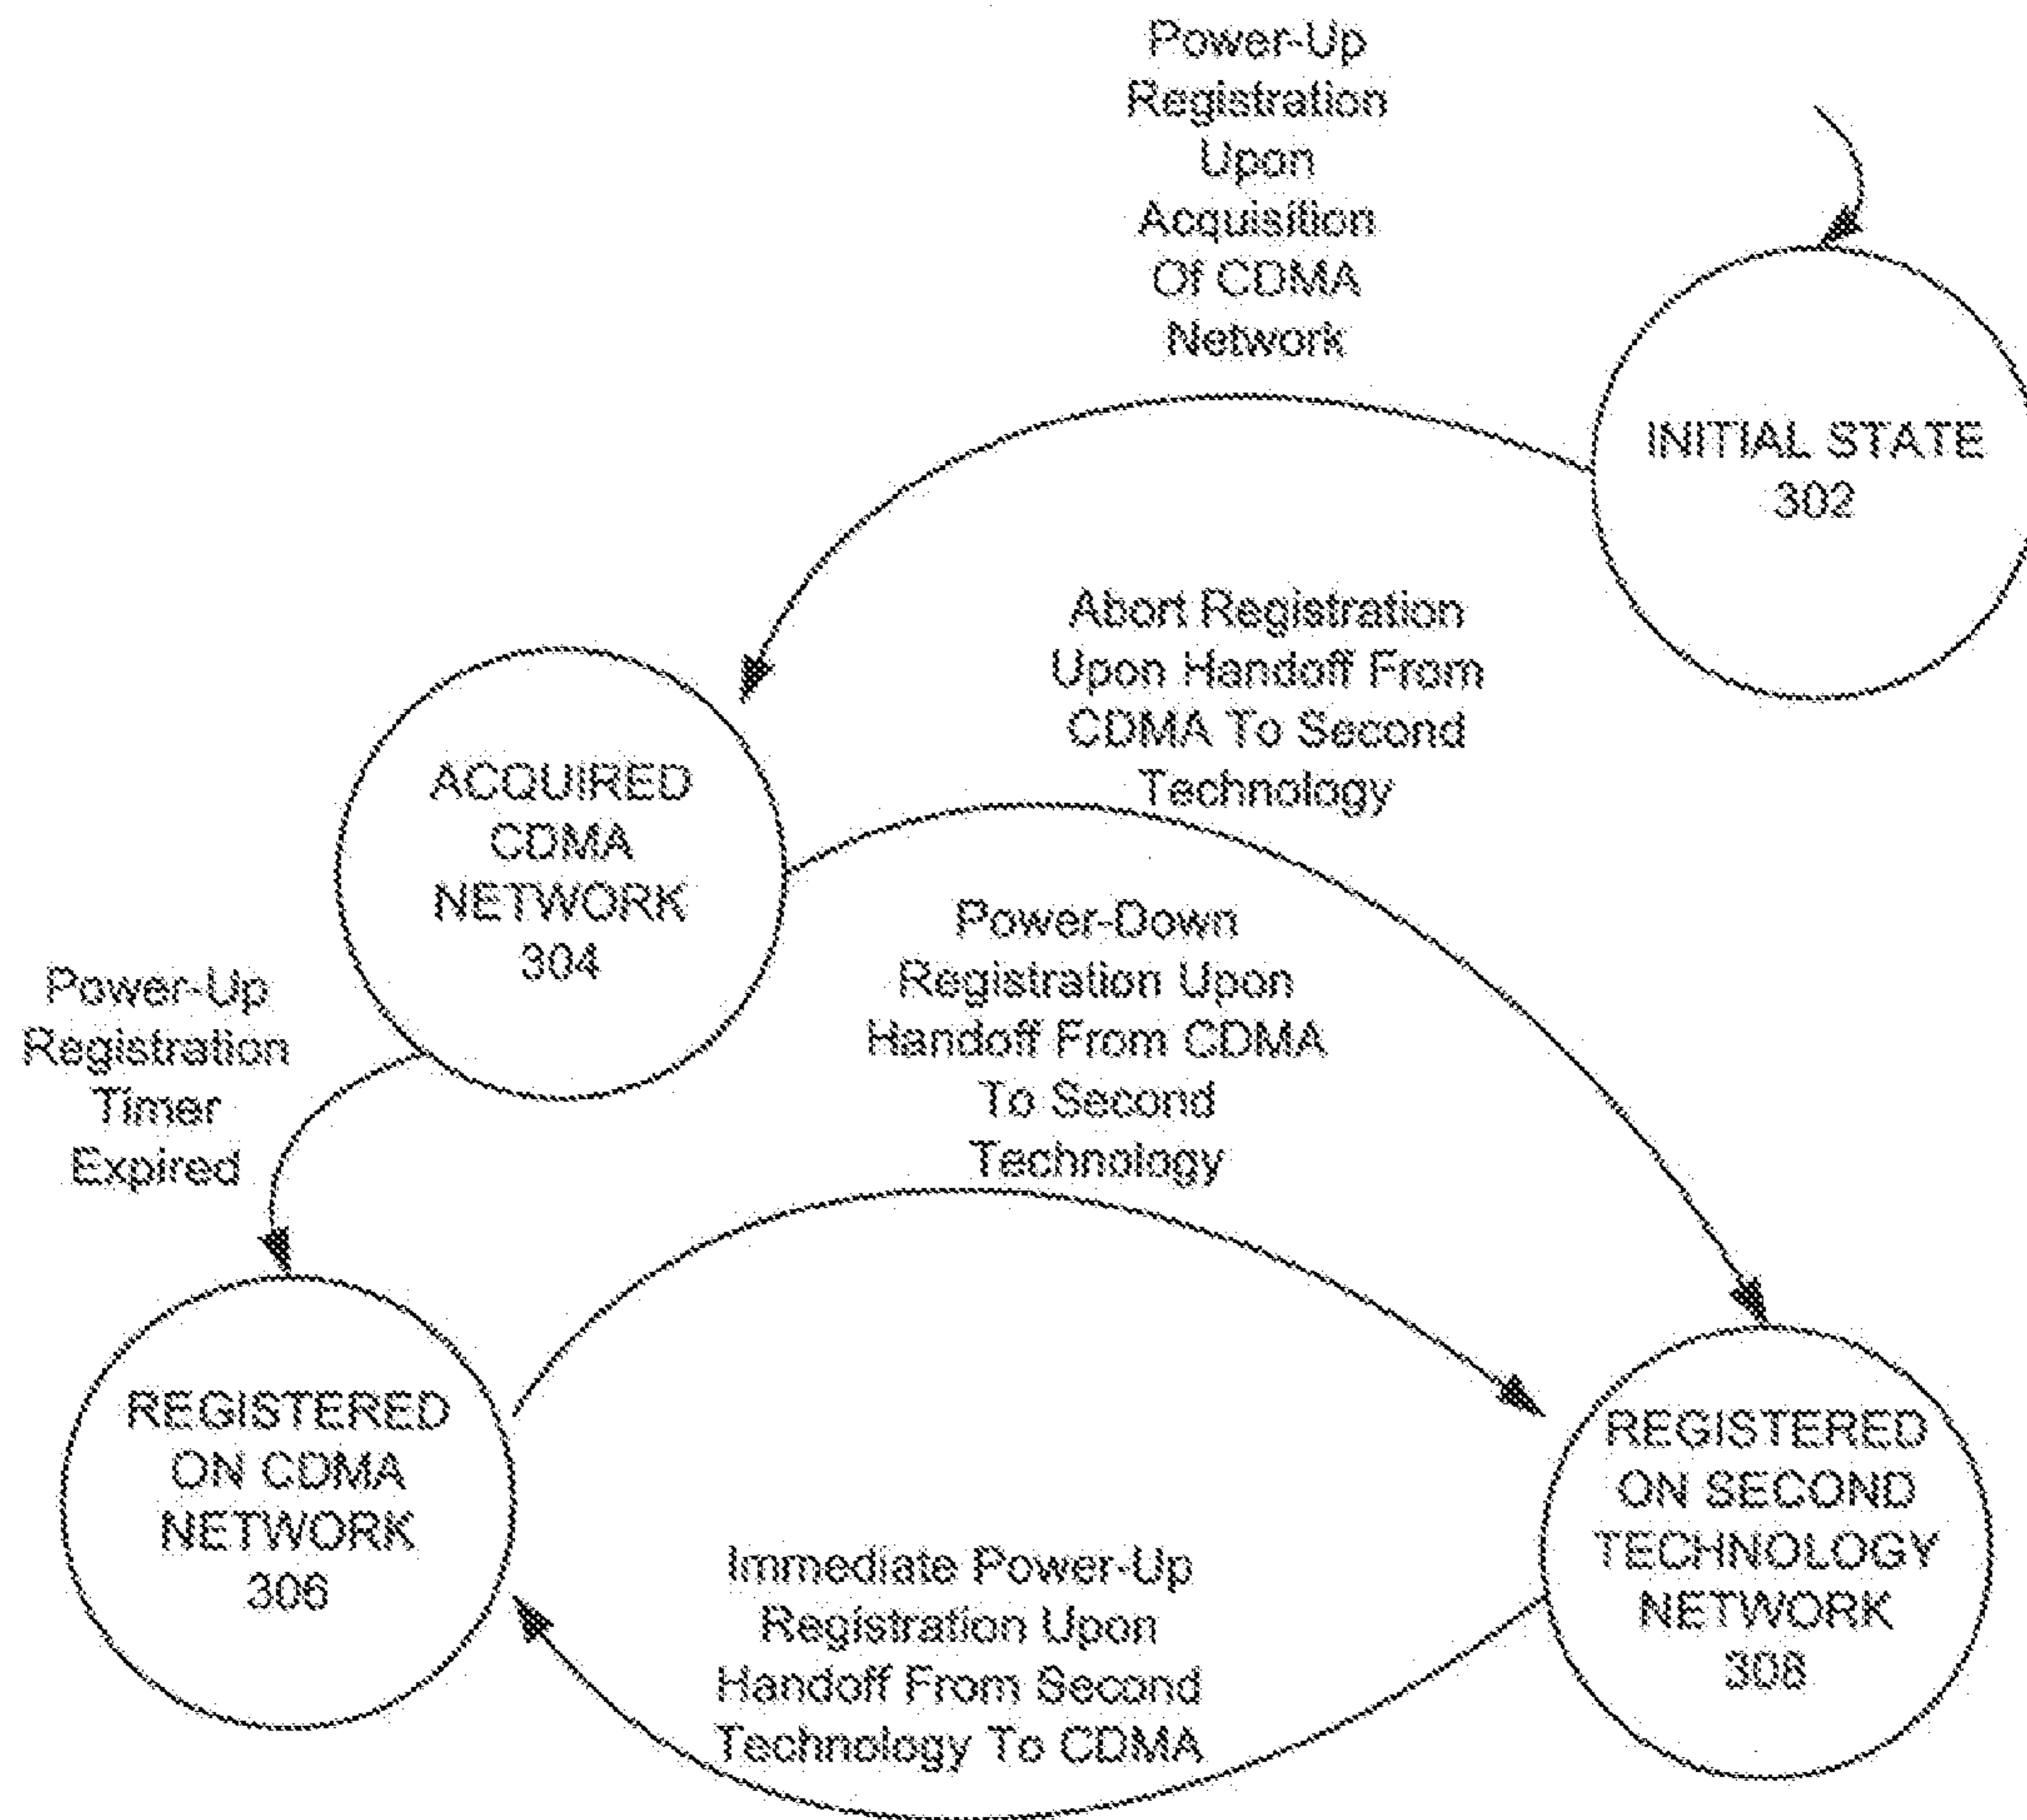 Power-Up
Registration
Upon
Acquisition
Of CDMA
Network
INITIAL STATE
302
Abort Registration
Upon Handoff From
CDMA To Second
Technology
ACQUIRED
CDMA
NETWORK
304
Power-Down
Registration Upon
Handoff From CDMA
To Second
Technology
Power-Up
Registration
Timer
Expired
REGISTERED
ON CDMA
NETWORK
306
REGISTERED
ON SECOND
TECHNOLOGY
NETWORK
308
Immediate Power-Up
Registration Upon
Handoff From Second
Technology To CDMA